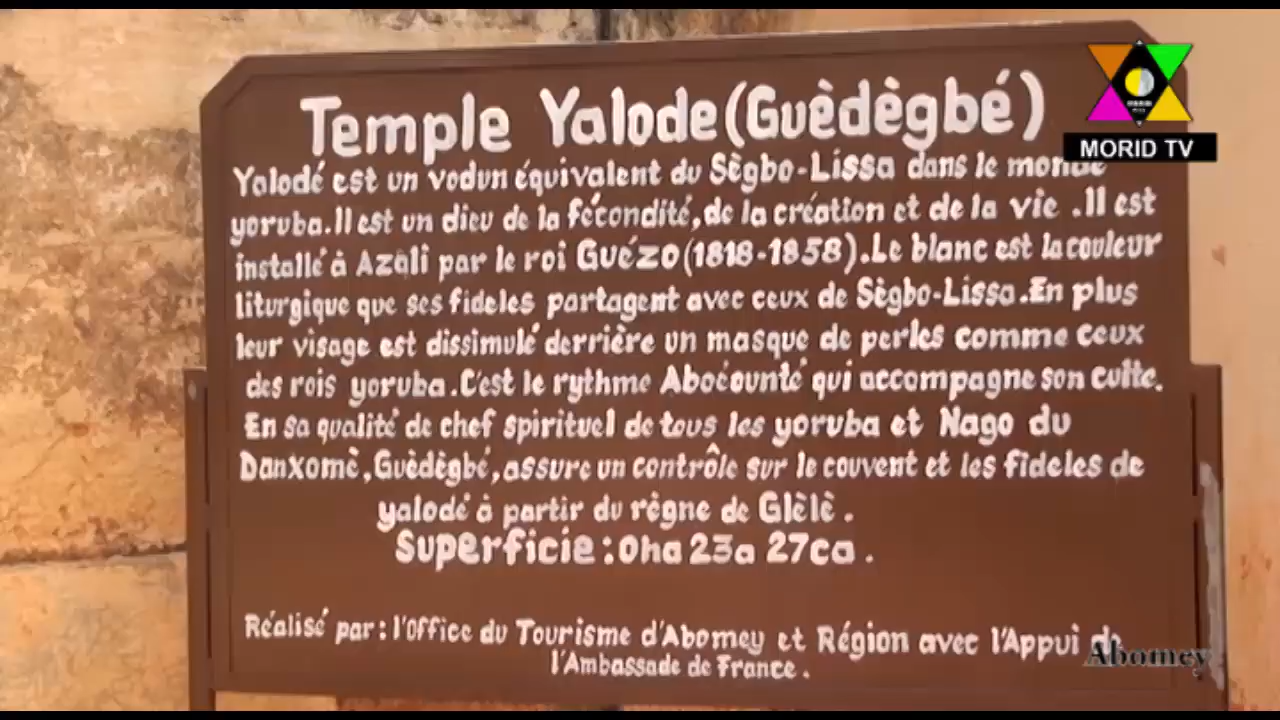 Temple Yalode (Guèdègbé)
MORID TV
Yalodé est un vodun équivalent du Sègbo-Lissa dans le monde
yoruba. Il est un dieu de la fécondité, de la création et de la vie . Il est
installé à Azali par le roi Guézo (1818-1858). Le blanc est la couleur
liturgique que ses fideles partagent avec ceux de Sègbo-Lissa. En plus
leur visage est dissimulé derrière un masque de perles comme ceux
des rois yoruba. C'est le rythme Abocounté qui accompagne son culte.
En sa qualité de chef spirituel de tous les yoruba et Nago du
Danxomè, Guèdègbé, assure un contrôle sur le couvent et les fideles de
yalodé à partir du règne de Glèlè .
Superficie : 0ha 23a 27ca .
Réalisé par : l'Office du Tourisme d'Abomey et Région avec l'Appui de
l'Ambassade de France .
Abomey